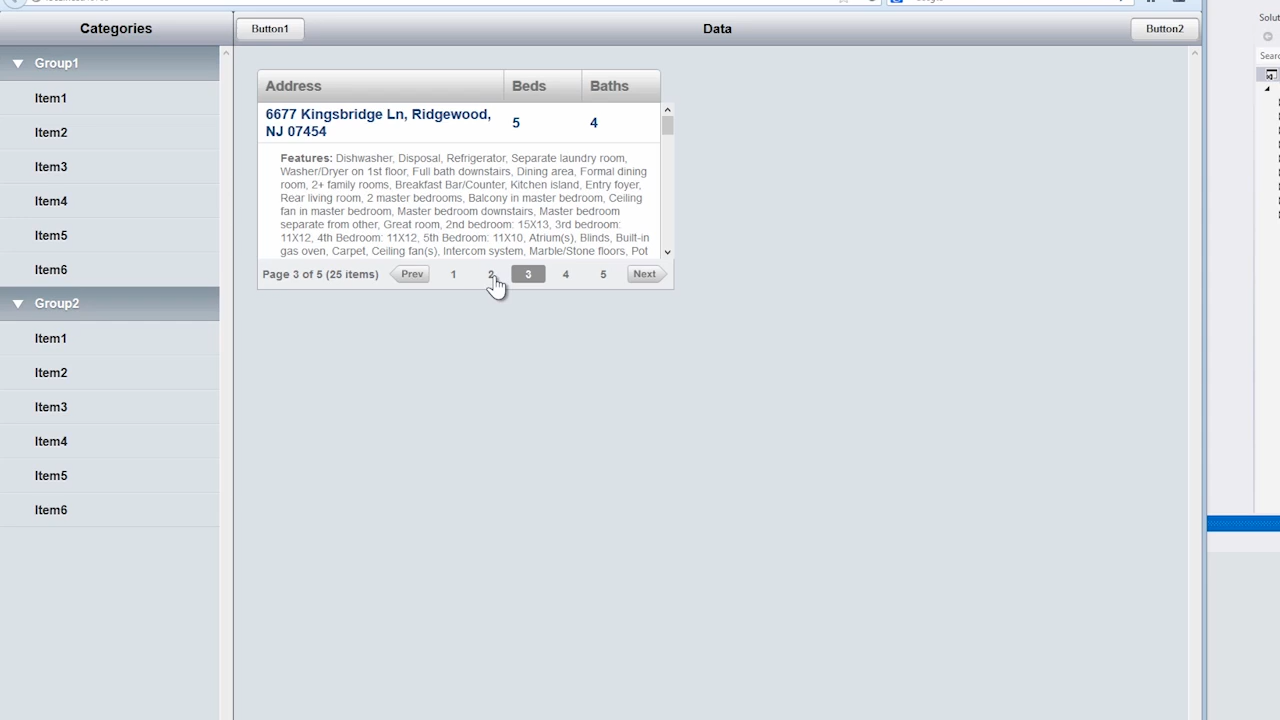 Solut
Categories
Button1
Data
Button2
Sear
Group1
Item1
Item2
Item3
Item4
Item5
Item6
Group2
Item1
Item2
Item3
Item4
Item5
Item6
Address Beds Baths
6677 Kingsbridge Ln, Ridgewood,
NJ 07454
5
4
Features: Dishwasher, Disposal, Refrigerator, Separate laundry room,
Washer/Dryer on 1st floor, Full bath downstairs, Dining area, Formal dining
room, 2+ family rooms, Breakfast Bar/Counter, Kitchen island, Entry foyer,
Rear living room, 2 master bedrooms, Balcony in master bedroom, Ceiling
fan in master bedroom, Master bedroom downstairs, Master bedroom
separate from other, Great room, 2nd bedroom: 15X13, 3rd bedroom:
11X12, 4th Bedroom: 11X12, 5th Bedroom: 11X10, Atrium(s), Blinds, Built-in
gas oven, Carpet, Ceiling fan(s), Intercom system, Marble/Stone floors, Pot
Page 3 of 5 (25 items) Prev 1 2 3 4 5 Next